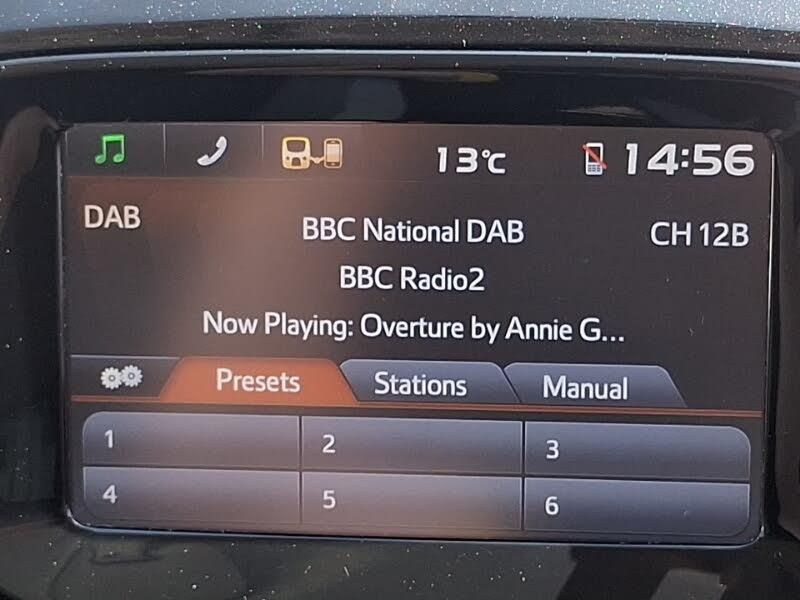 13°C 14:56
DAB
BBC National DAB
CH 12B
BBC Radio2
Now Playing: Overture by Annie G...
Presets Stations Manual
1 2 3
4 5 6